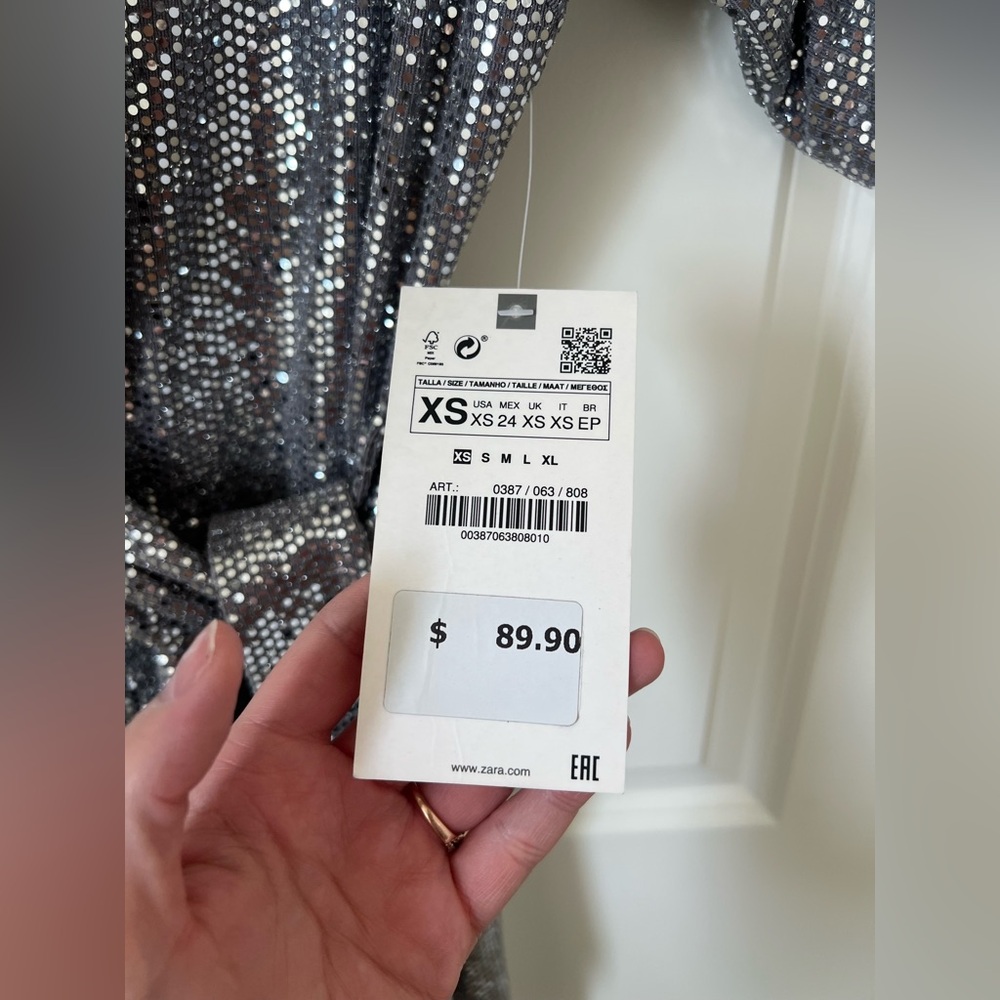 FSC
®
TALLA / SIZE / TAMANHO / TAILLE / MAAT / ΜΕΓΕΘΟΣ
XS
USA MEX UK IT BR
XS 24 XS XS EP
XS S M L XL
ART.: 0387 / 063 / 808
00387063808010
$ 89.90
www.zara.com
EAC